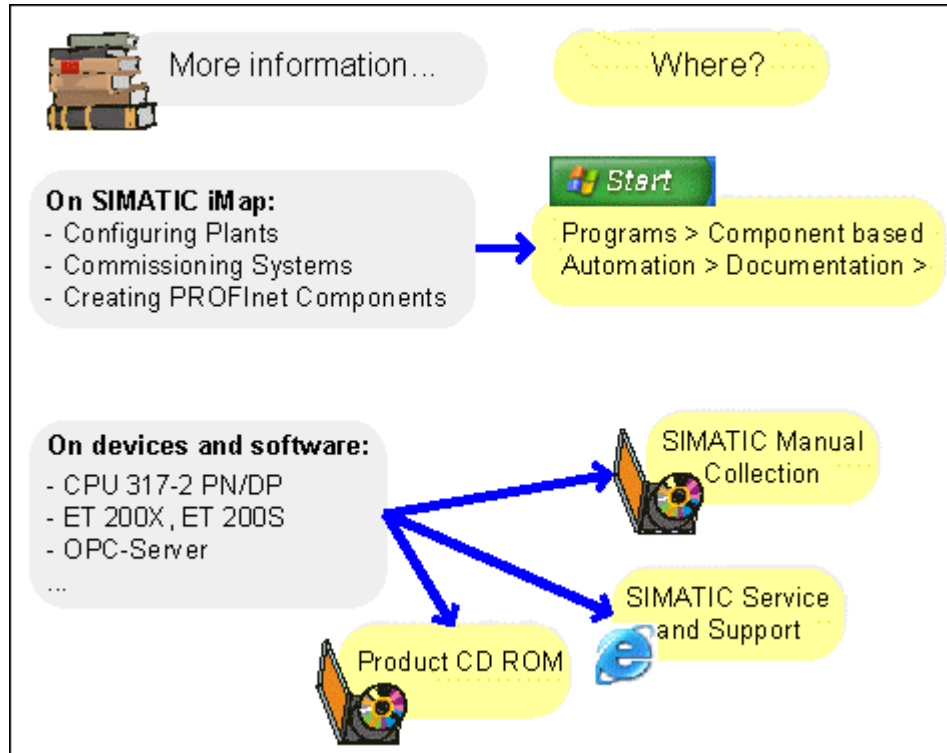 More information...
Where?
On SIMATIC iMap:
- Configuring Plants
- Commissioning Systems
- Creating PROFInet Components
Start
Programs > Component based
Automation > Documentation >
On devices and software:
- CPU 317-2 PN/DP
- ET 200X, ET 200S
- OPC-Server
...
SIMATIC Manual
Collection
SIMATIC Service
and Support
Product CD ROM